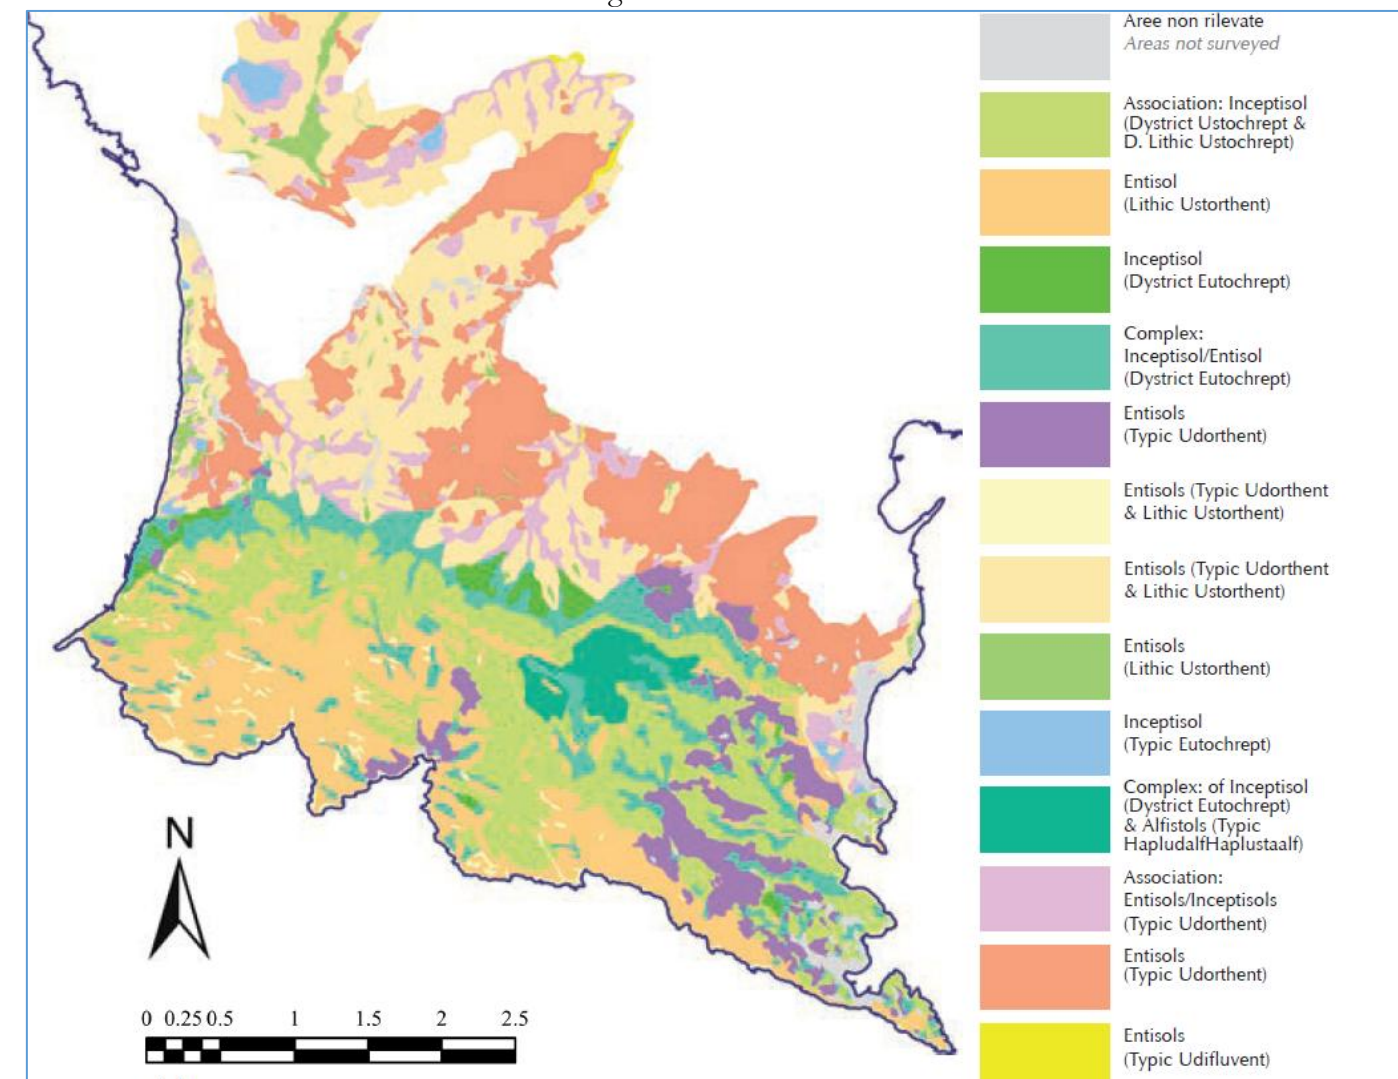 Aree non rilevate
Areas not surveyed
Association: Inceptisol
(Dystrict Ustochrept &
D. Lithic Ustochrept)
Entisol
(Lithic Ustorthent)
Inceptisol
(Dystrict Eutochrept)
Complex:
Inceptisol/Entisol
(Dystrict Eutochrept)
Entisols
(Typic Udorthent)
Entisols (Typic Udorthent
& Lithic Ustorthent)
Entisols (Typic Udorthent
& Lithic Ustorthent)
Entisols
(Lithic Ustorthent)
Inceptisol
(Typic Eutochrept)
Complex: of Inceptisol
(Dystrict Eutochrept)
& Alfistols (Typic
HapludalfHaplustaalf)
Association:
Entisols/Inceptisols
(Typic Udorthent)
Entisols
(Typic Udorthent)
Entisols
(Typic Udifluvent)
N
0 0.25 0.5 1 1.5 2 2.5